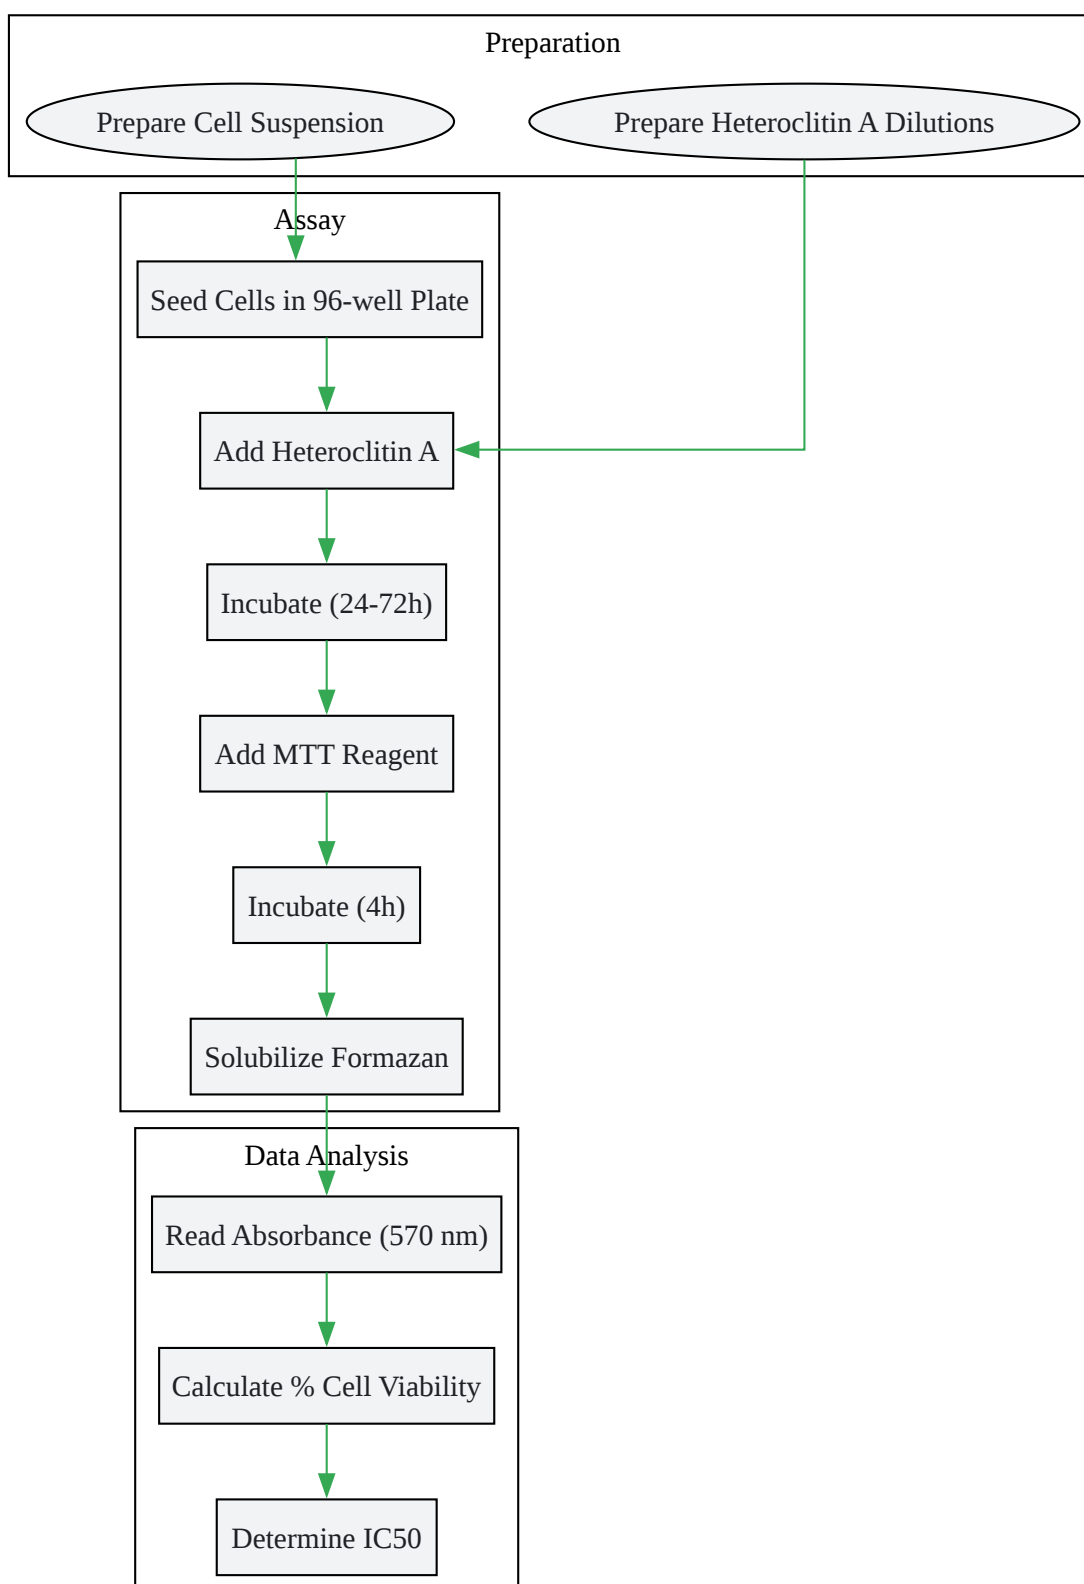 Preparation
Prepare Cell Suspension
Prepare Heteroclitin A Dilutions
Assay
Seed Cells in 96-well Plate
Add Heteroclitin A
Incubate (24-72h)
Add MTT Reagent
Incubate (4h)
Solubilize Formazan
Data Analysis
Read Absorbance (570 nm)
Calculate % Cell Viability
Determine IC50